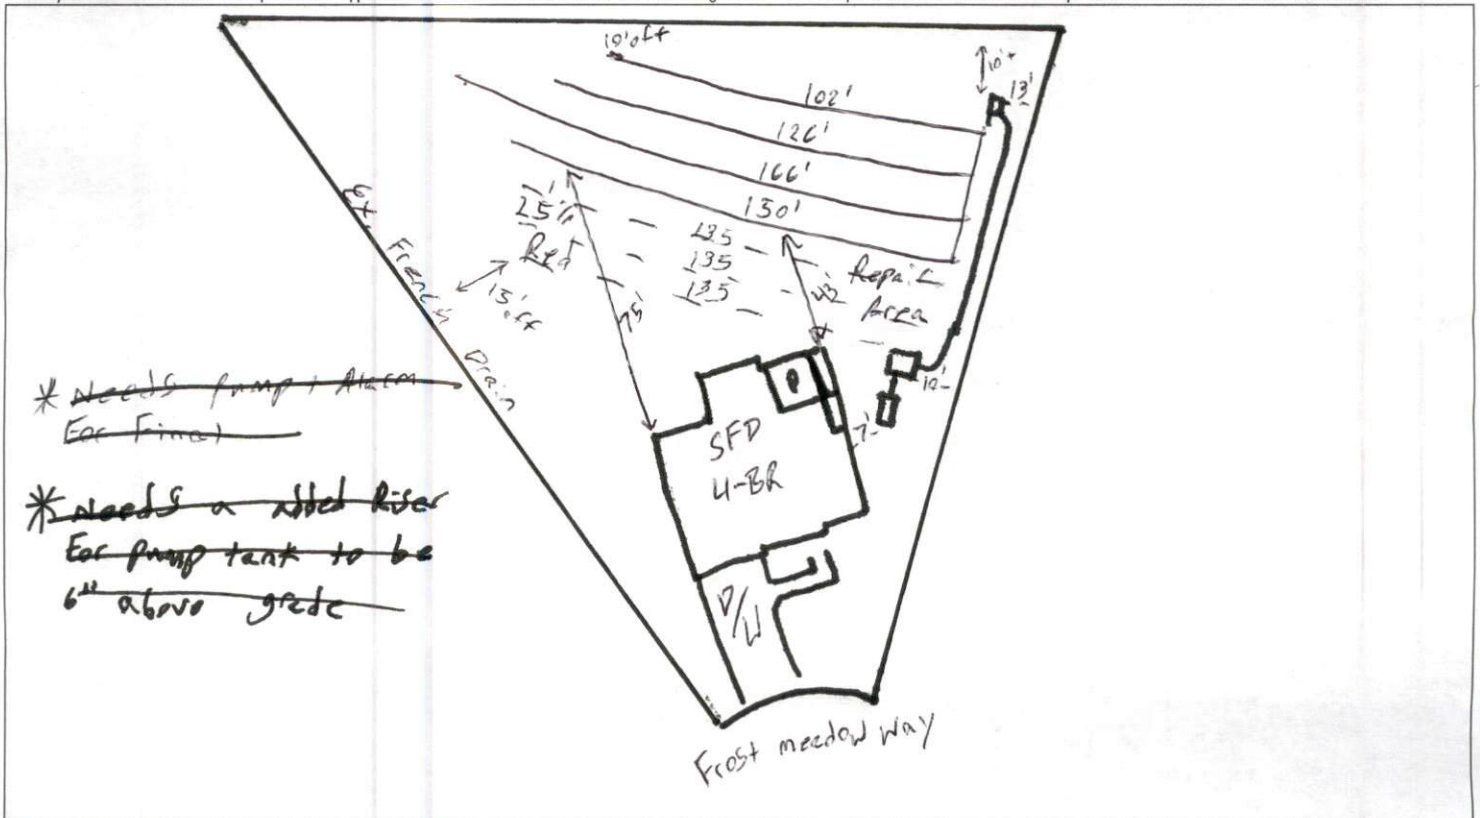 10' off
10'+
13'
102'
126'
166'
150'
25'
135
135
135
Red
Repair
Area
15'
off
Ex.
French
Drain
75'
43'
12'
7'
P
SFD
4-BR
D/W
Frost meadow way
* Needs Pump + Alarm
For Final
* Needs a added Riser
For pump tank to be
6" above grade